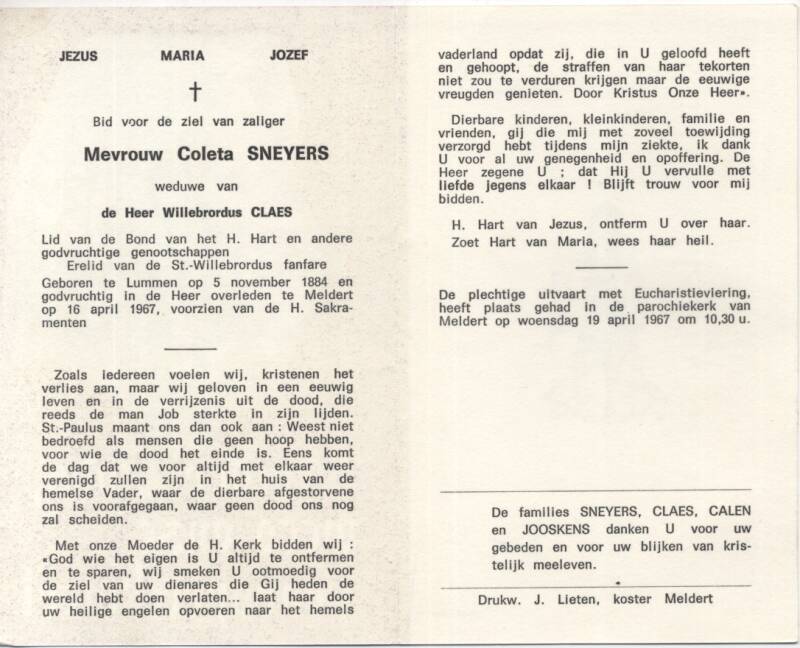 JEZUS MARIA JOZEF
Bid voor de ziel van zaliger
Mevrouw Coleta SNEYERS
weduwe van
de Heer Willebrordus CLAES
Lid van de Bond van het H. Hart en andere
godvruchtige genootschappen
Erelid van de St.-Willebrordus fanfare
Geboren te Lummen op 5 november 1884 en
godvruchtig in de Heer overleden te Meldert
op 16 april 1967, voorzien van de H. Sakra-
menten
Zoals iedereen voelen wij, kristenen het
verlies aan, maar wij geloven in een eeuwig
leven en in de verrijzenis uit de dood, die
reeds de man Job sterkte in zijn lijden.
St.-Paulus maant ons dan ook aan : Weest niet
bedroefd als mensen die geen hoop hebben,
voor wie de dood het einde is. Eens komt
de dag dat we voor altijd met elkaar weer
verenigd zullen zijn in het huis van de
hemelse Vader, waar de dierbare afgestorvene
ons is voorafgegaan, waar geen dood ons nog
zal scheiden.
Met onze Moeder de H. Kerk bidden wij :
«God wie het eigen is U altijd te ontfermen
en te sparen, wij smeken U ootmoedig voor
de ziel van uw dienares die Gij heden de
wereld hebt doen verlaten... laat haar door
uw heilige engelen opvoeren naar het hemels
vaderland opdat zij, die in U geloofd heeft
en gehoopt, de straffen van haar tekorten
niet zou te verduren krijgen maar de eeuwige
vreugden genieten. Door Kristus Onze Heer».
Dierbare kinderen, kleinkinderen, familie en
vrienden, gij die mij met zoveel toewijding
verzorgd hebt tijdens mijn ziekte, ik dank
U voor al uw genegenheid en opoffering. De
Heer zegene U ; dat Hij U vervulle met
liefde jegens elkaar ! Blijft trouw voor mij
bidden.
H. Hart van Jezus, ontferm U over haar.
Zoet Hart van Maria, wees haar heil.
De plechtige uitvaart met Eucharistieviering,
heeft plaats gehad in de parochiekerk van
Meldert op woensdag 19 april 1967 om 10,30 u.
De families SNEYERS, CLAES, CALEN
en JOOSKENS danken U voor uw
gebeden en voor uw blijken van kris-
telijk meeleven.
Drukw. J. Lieten, koster Meldert